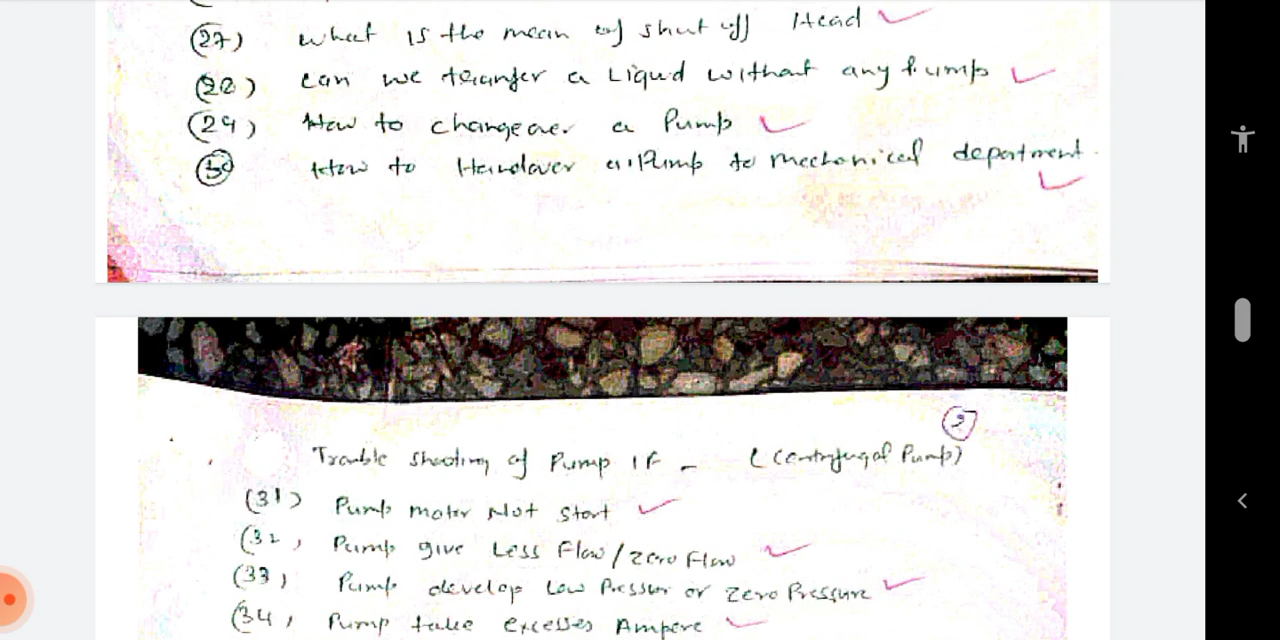 (27) what is the mean of shut off Head
(28) can we tranfer a Liqud without any Pump
(29) How to changeover a Pump
(30) How to Handover a Pump to mechanical department.
2
Trouble shooting of Pump IF - (Centrifugal Pump)
(31) Pump motor Not start
(32) Pump give Less Flow/Zero Flow
(33) Pump develop Low Pressur or Zero Pressure
(34) Pump take excesses Ampere